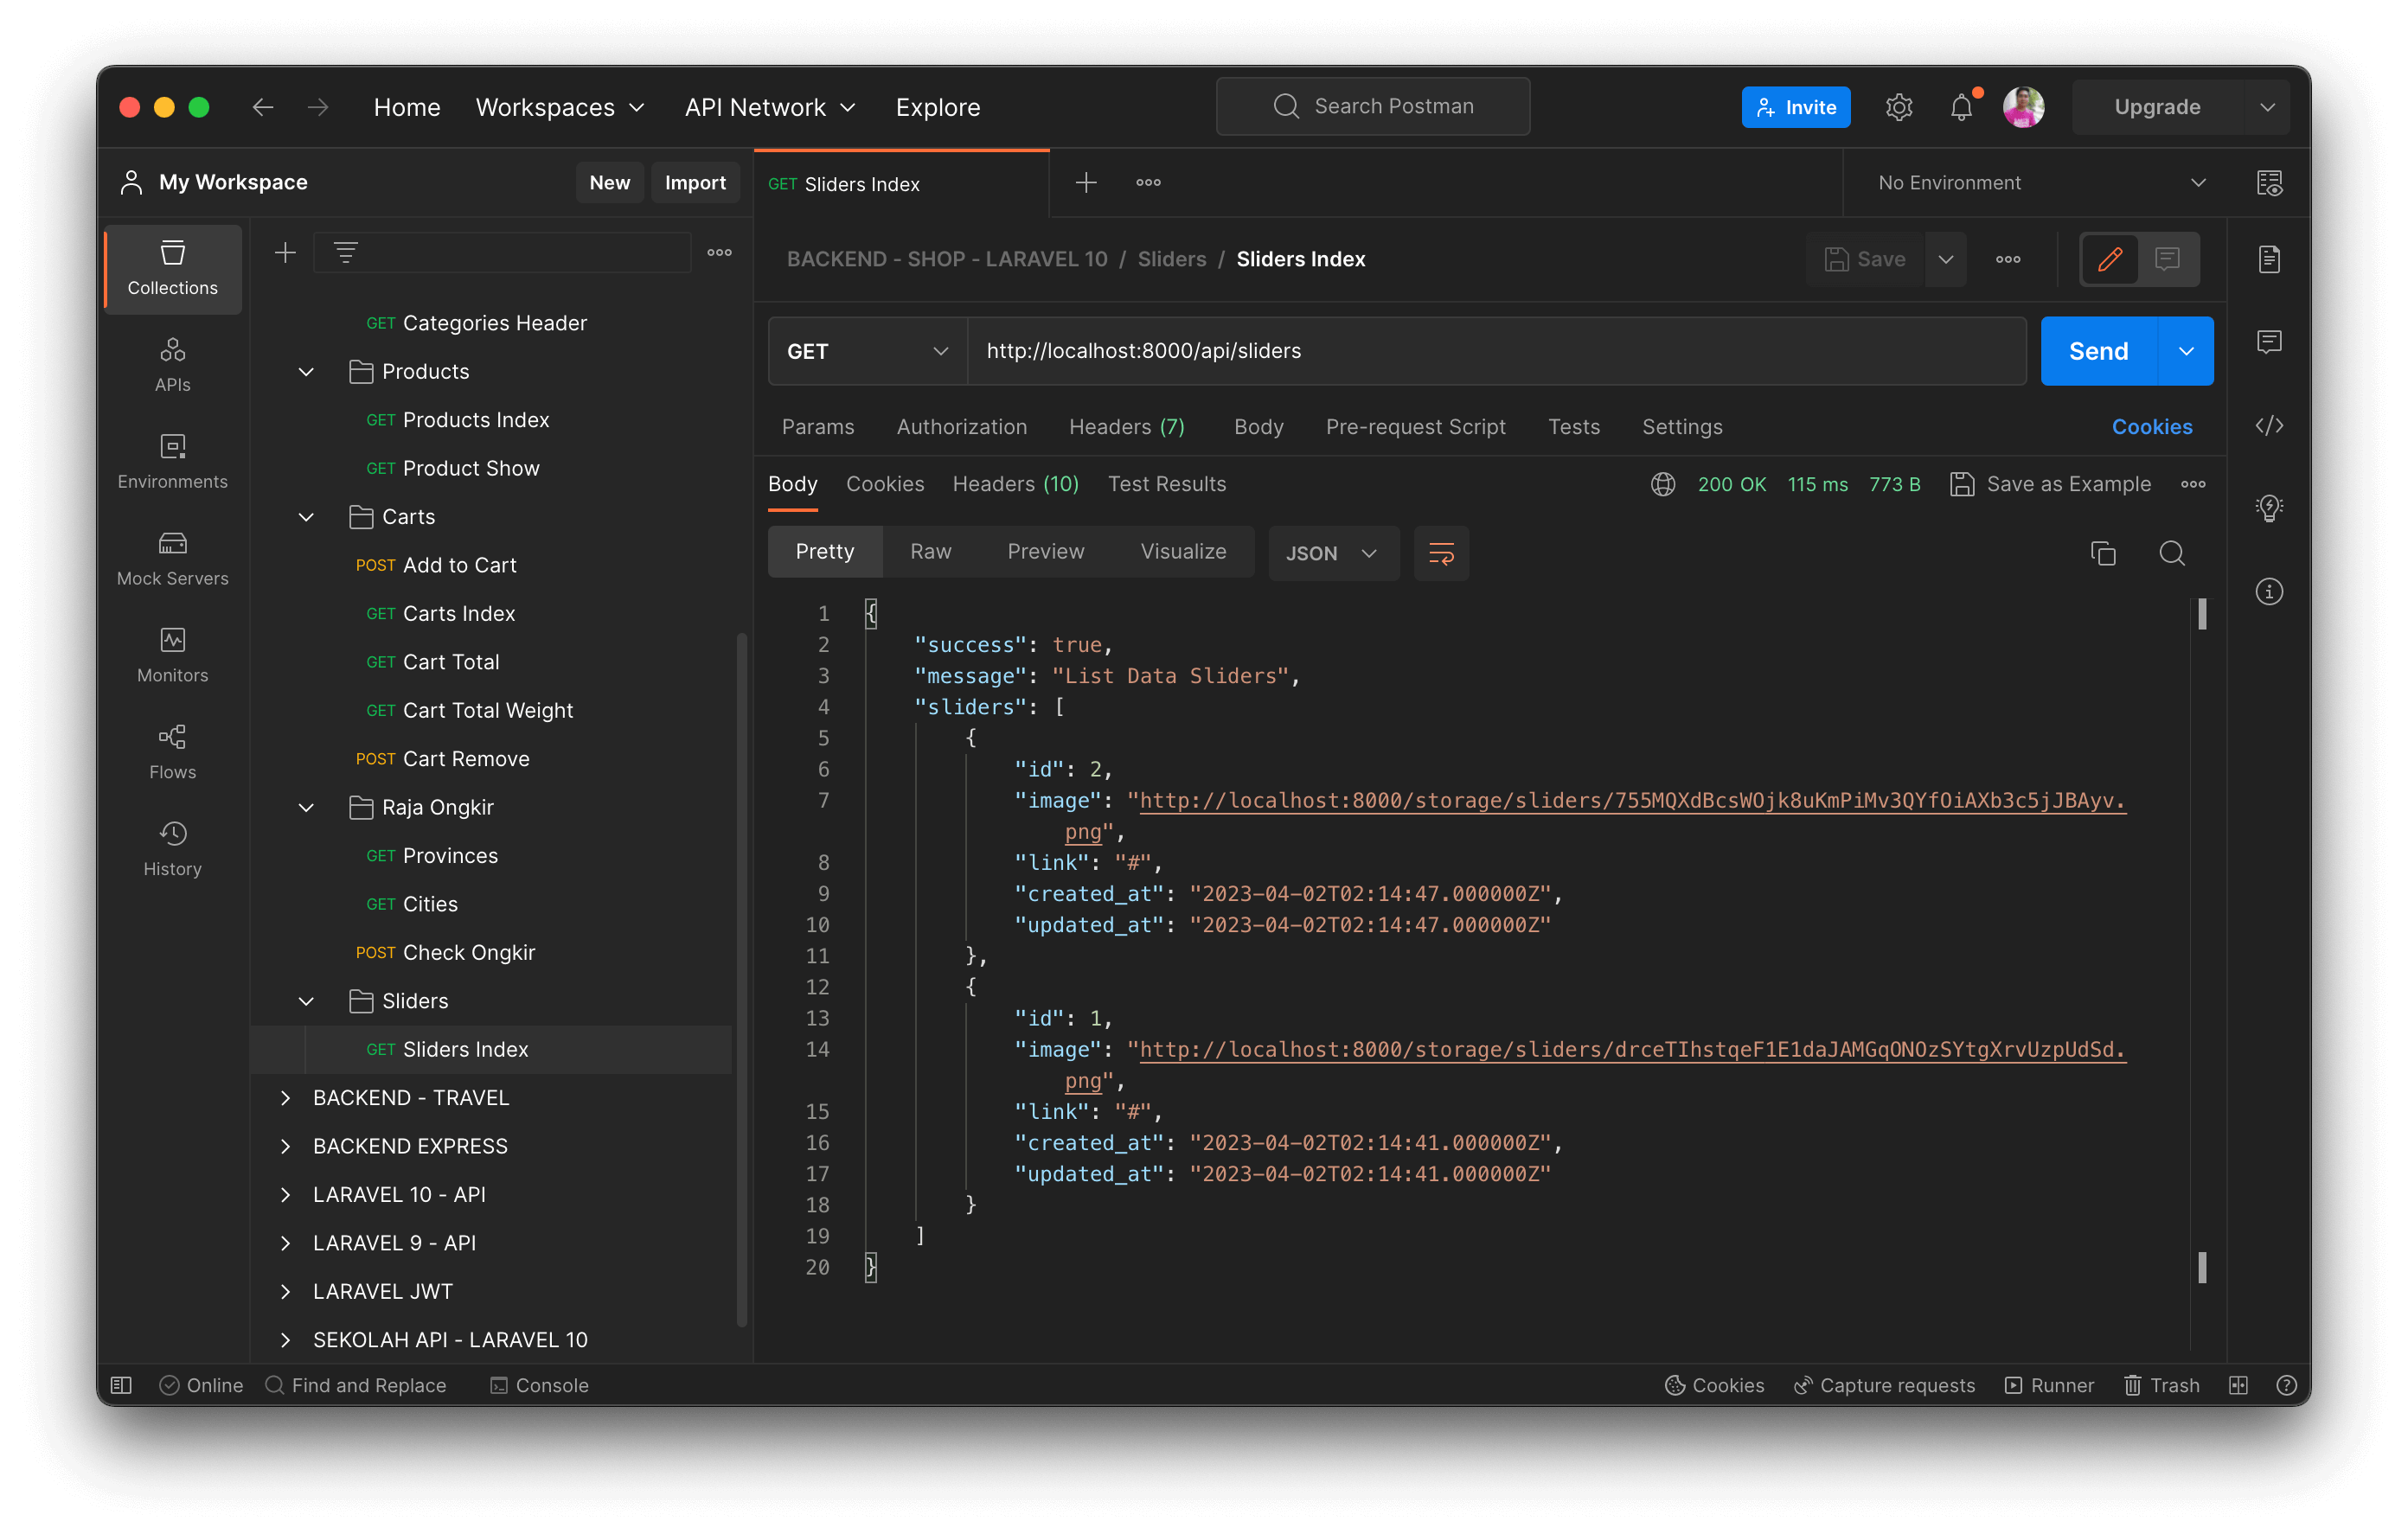 Home Workspaces API Network Explore Search Postman Invite Upgrade
My Workspace New Import
GET Sliders Index No Environment
Collections
APIs
Environments
Mock Servers
Monitors
Flows
History
GET Categories Header
Products
GET Products Index
GET Product Show
Carts
POST Add to Cart
GET Carts Index
GET Cart Total
GET Cart Total Weight
POST Cart Remove
Raja Ongkir
GET Provinces
GET Cities
POST Check Ongkir
Sliders
GET Sliders Index
BACKEND - TRAVEL
BACKEND EXPRESS
LARAVEL 10 - API
LARAVEL 9 - API
LARAVEL JWT
SEKOLAH API - LARAVEL 10
BACKEND - SHOP - LARAVEL 10 / Sliders / Sliders Index Save
GET http://localhost:8000/api/sliders Send
Params Authorization Headers (7) Body Pre-request Script Tests Settings Cookies
Body Cookies Headers (10) Test Results 200 OK 115 ms 773 B Save as Example
Pretty Raw Preview Visualize JSON
1 {
2 "success": true,
3 "message": "List Data Sliders",
4 "sliders": [
5 {
6 "id": 2,
7 "image": "http://localhost:8000/storage/sliders/755MQXdBcsWOjk8uKmPiMv3QYfOiAXb3c5jJBAyv.
png",
8 "link": "#",
9 "created_at": "2023-04-02T02:14:47.000000Z",
10 "updated_at": "2023-04-02T02:14:47.000000Z"
11 },
12 {
13 "id": 1,
14 "image": "http://localhost:8000/storage/sliders/drceTIhstqeF1E1daJAMGqONOzSYtgXrvUzpUdSd.
png",
15 "link": "#",
16 "created_at": "2023-04-02T02:14:41.000000Z",
17 "updated_at": "2023-04-02T02:14:41.000000Z"
18 }
19 ]
20 }
Online Find and Replace Console Cookies Capture requests Runner Trash